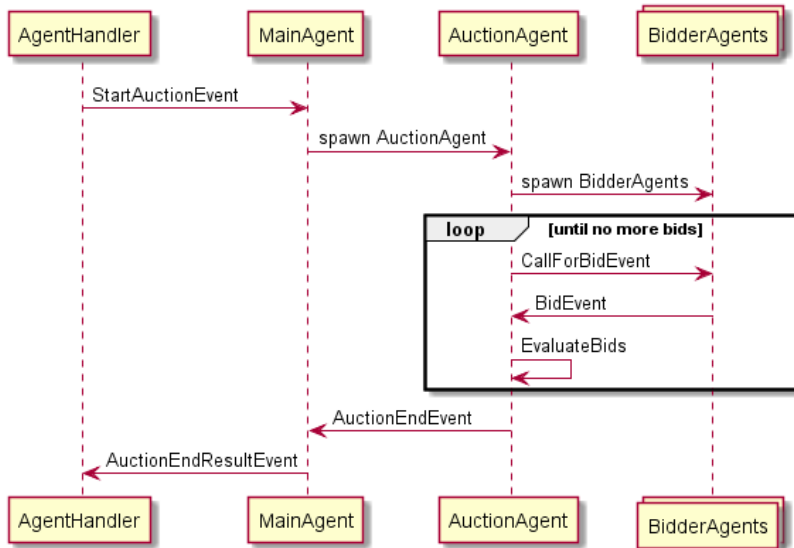 AgentHandler
MainAgent
AuctionAgent
BidderAgents
StartAuctionEvent
spawn AuctionAgent
spawn BidderAgents
loop
[until no more bids]
CallForBidEvent
BidEvent
EvaluateBids
AuctionEndEvent
AuctionEndResultEvent
AgentHandler
MainAgent
AuctionAgent
BidderAgents